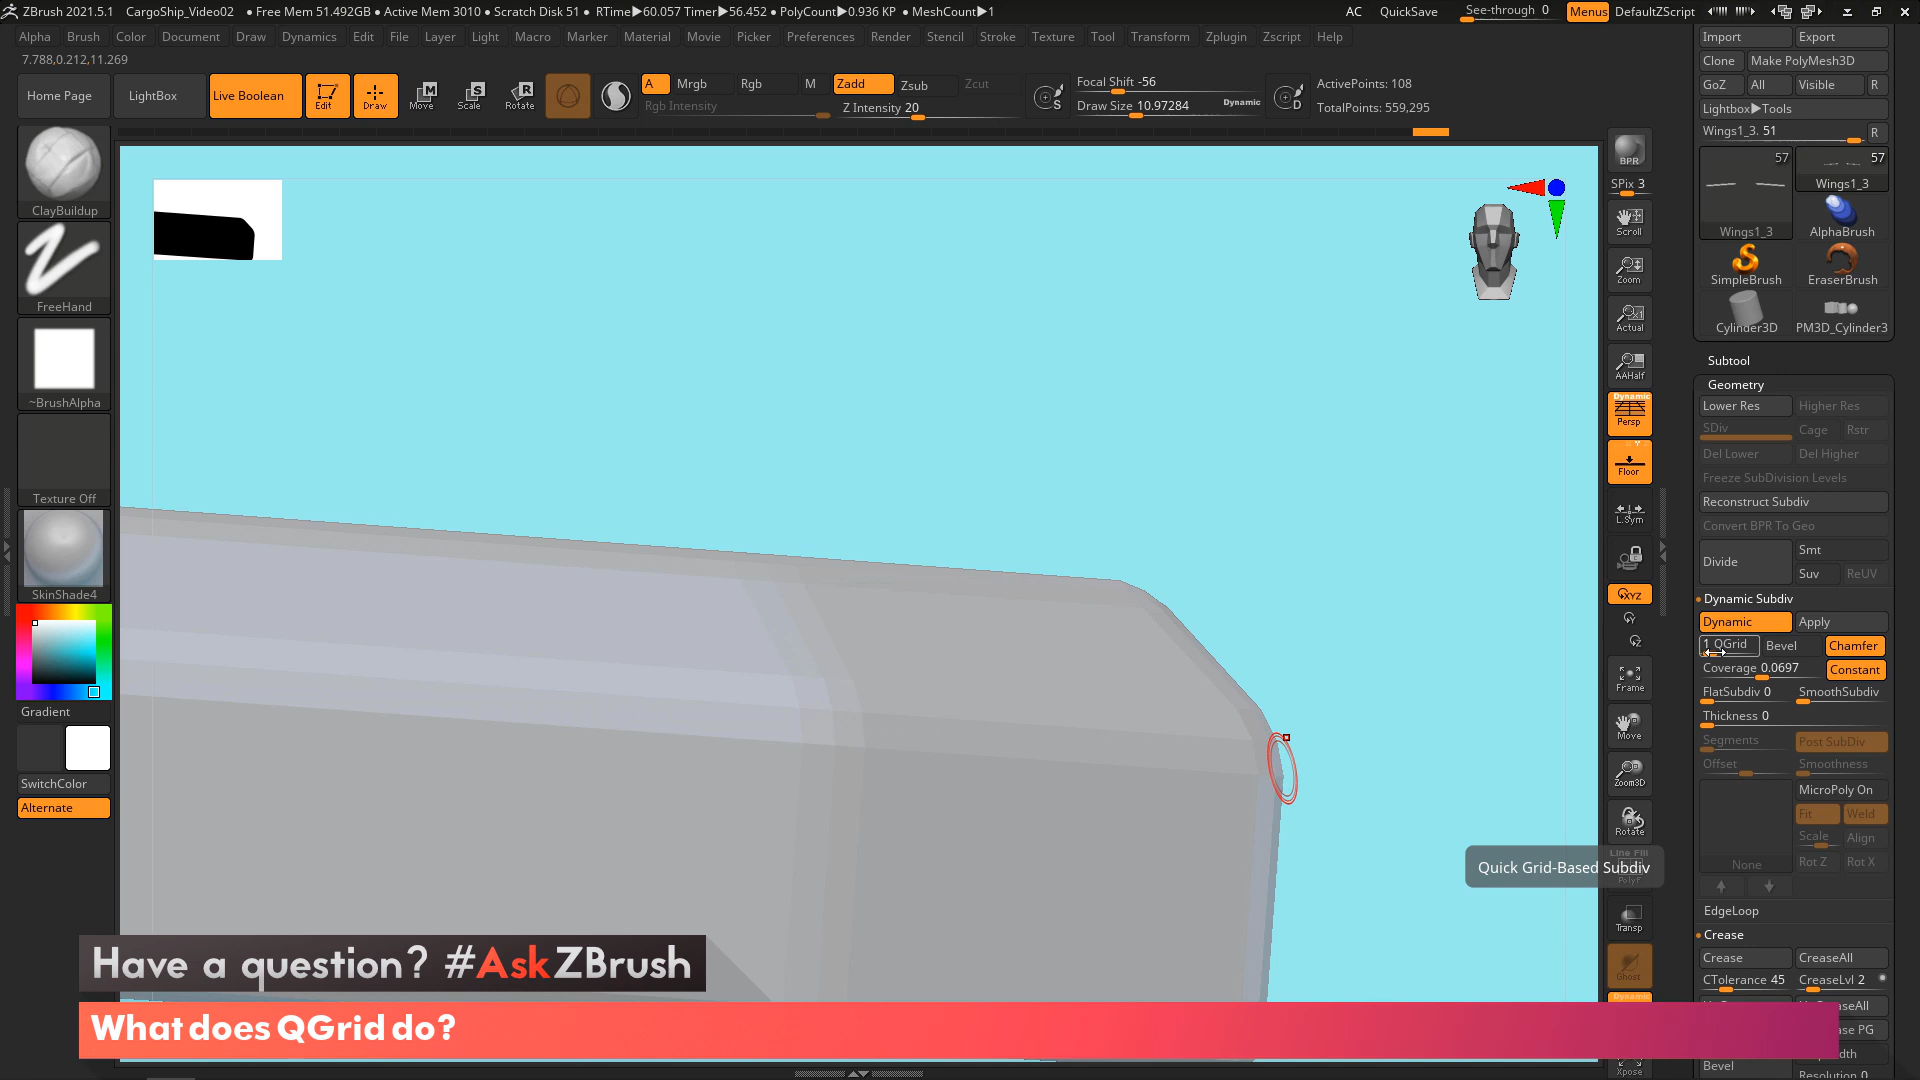 ZBrush 2021.5.1 CargoShip_Video02 • Free Mem 51.492GB • Active Mem 3010 • Scratch Disk 51 • RTime▶60.057 Timer▶56.452 • PolyCount▶0.936 KP • MeshCount▶1 AC QuickSave See-through 0 Menus DefaultZScript
Alpha Brush Color Document Draw Dynamics Edit File Layer Light Macro Marker Material Movie Picker Preferences Render Stencil Stroke Texture Tool Transform Zplugin Zscript Help
7.788,0.212,11.269
Home Page LightBox Live Boolean Edit Draw Move Scale Rotate
A Mrgb Rgb M Zadd Zsub Zcut
Rgb Intensity Z Intensity 20
Focal Shift -56
Draw Size 10.97284 Dynamic
ActivePoints: 108
TotalPoints: 559,295
ClayBuildup
FreeHand
~BrushAlpha
Texture Off
SkinShade4
Gradient
SwitchColor
Alternate
BPR
SPix 3
Scroll
Zoom
Actual
AAHalf
Dynamic
Persp
Floor
L.Sym
XYZ
Frame
Move
Zoom3D
Rotate
Line Fill
PolyF
Transp
Ghost
Dynamic
Xpose
Import Export
Clone Make PolyMesh3D
GoZ All Visible R
Lightbox▶Tools
Wings1_3. 51 R
57 57
Wings1_3
Wings1_3 AlphaBrush
SimpleBrush EraserBrush
Cylinder3D PM3D_Cylinder3
Subtool
Geometry
Lower Res Higher Res
SDiv Cage Rstr
Del Lower Del Higher
Freeze SubDivision Levels
Reconstruct Subdiv
Convert BPR To Geo
Divide Smt
Suv ReUV
Dynamic Subdiv
Dynamic Apply
1 QGrid Bevel Chamfer
Coverage 0.0697 Constant
FlatSubdiv 0 SmoothSubdiv
Thickness 0
Segments Post SubDiv
Offset Smoothness
MicroPoly On
Fit Weld
Scale Align
None Rot Z Rot X
EdgeLoop
Crease
Crease CreaseAll
CTolerance 45 CreaseLvl 2
Bevel
Resolution 0
Quick Grid-Based Subdiv
Have a question? #AskZBrush
What does QGrid do?